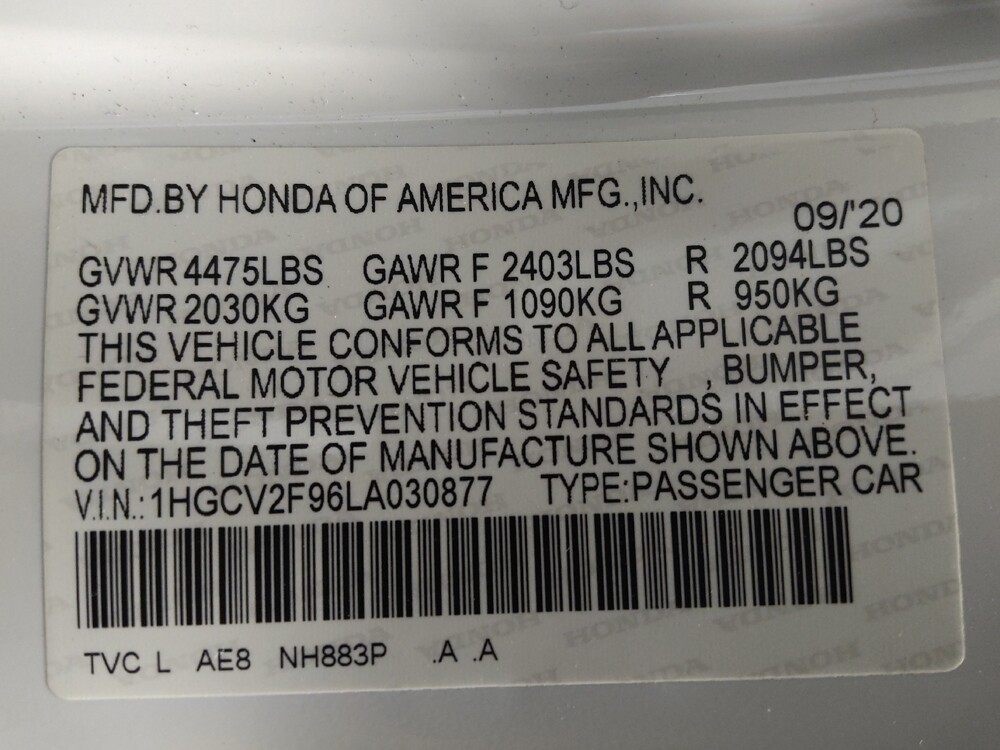 MFD.BY HONDA OF AMERICA MFG.,INC.
09/'20
GVWR 4475LBS GAWR F 2403LBS R 2094LBS
GVWR 2030KG GAWR F 1090KG R 950KG
THIS VEHICLE CONFORMS TO ALL APPLICABLE
FEDERAL MOTOR VEHICLE SAFETY , BUMPER,
AND THEFT PREVENTION STANDARDS IN EFFECT
ON THE DATE OF MANUFACTURE SHOWN ABOVE.
V.I.N.: 1HGCV2F96LA030877 TYPE:PASSENGER CAR
TVC L AE8 NH883P .A .A